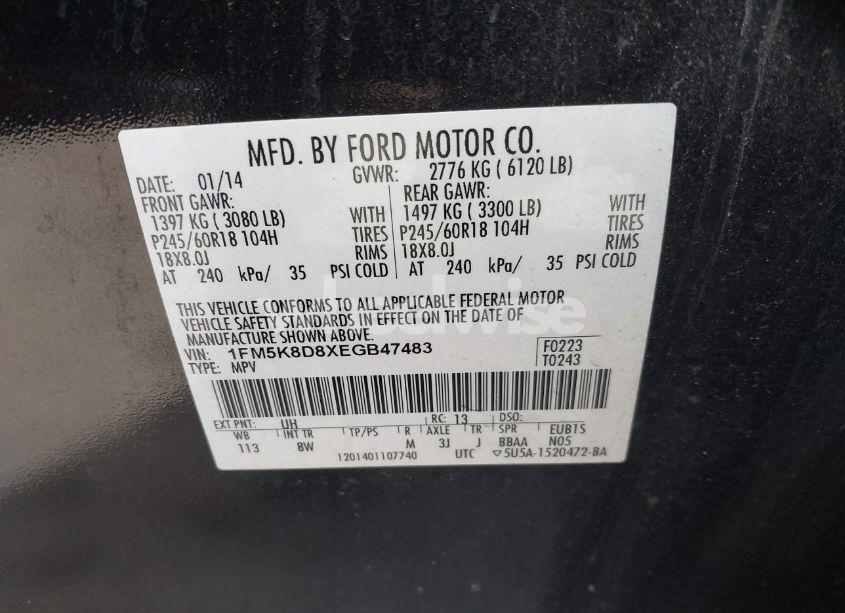 MFD. BY FORD MOTOR CO.
DATE: 01/14 GVWR: 2776 KG ( 6120 LB)
FRONT GAWR: REAR GAWR:
1397 KG ( 3080 LB) WITH 1497 KG ( 3300 LB) WITH
P245/60R18 104H TIRES P245/60R18 104H TIRES
18X8.0J RIMS 18X8.0J RIMS
AT 240 kPa/ 35 PSI COLD AT 240 kPa/ 35 PSI COLD
THIS VEHICLE CONFORMS TO ALL APPLICABLE FEDERAL MOTOR
VEHICLE SAFETY STANDARDS IN EFFECT ON THE DATE OF
MANUFACTURE SHOWN ABOVE.
VIN: 1FM5K8D8XEGB47483 F0223
TYPE: MPV T0243
EXT PNT: UH RC: 13 DSO:
WB INT TR TP/PS R AXLE TR SPR EUB1S
113 8W M 3J J BBAA N05
1201401107740 UTC ▽5U5A-1520472-BA